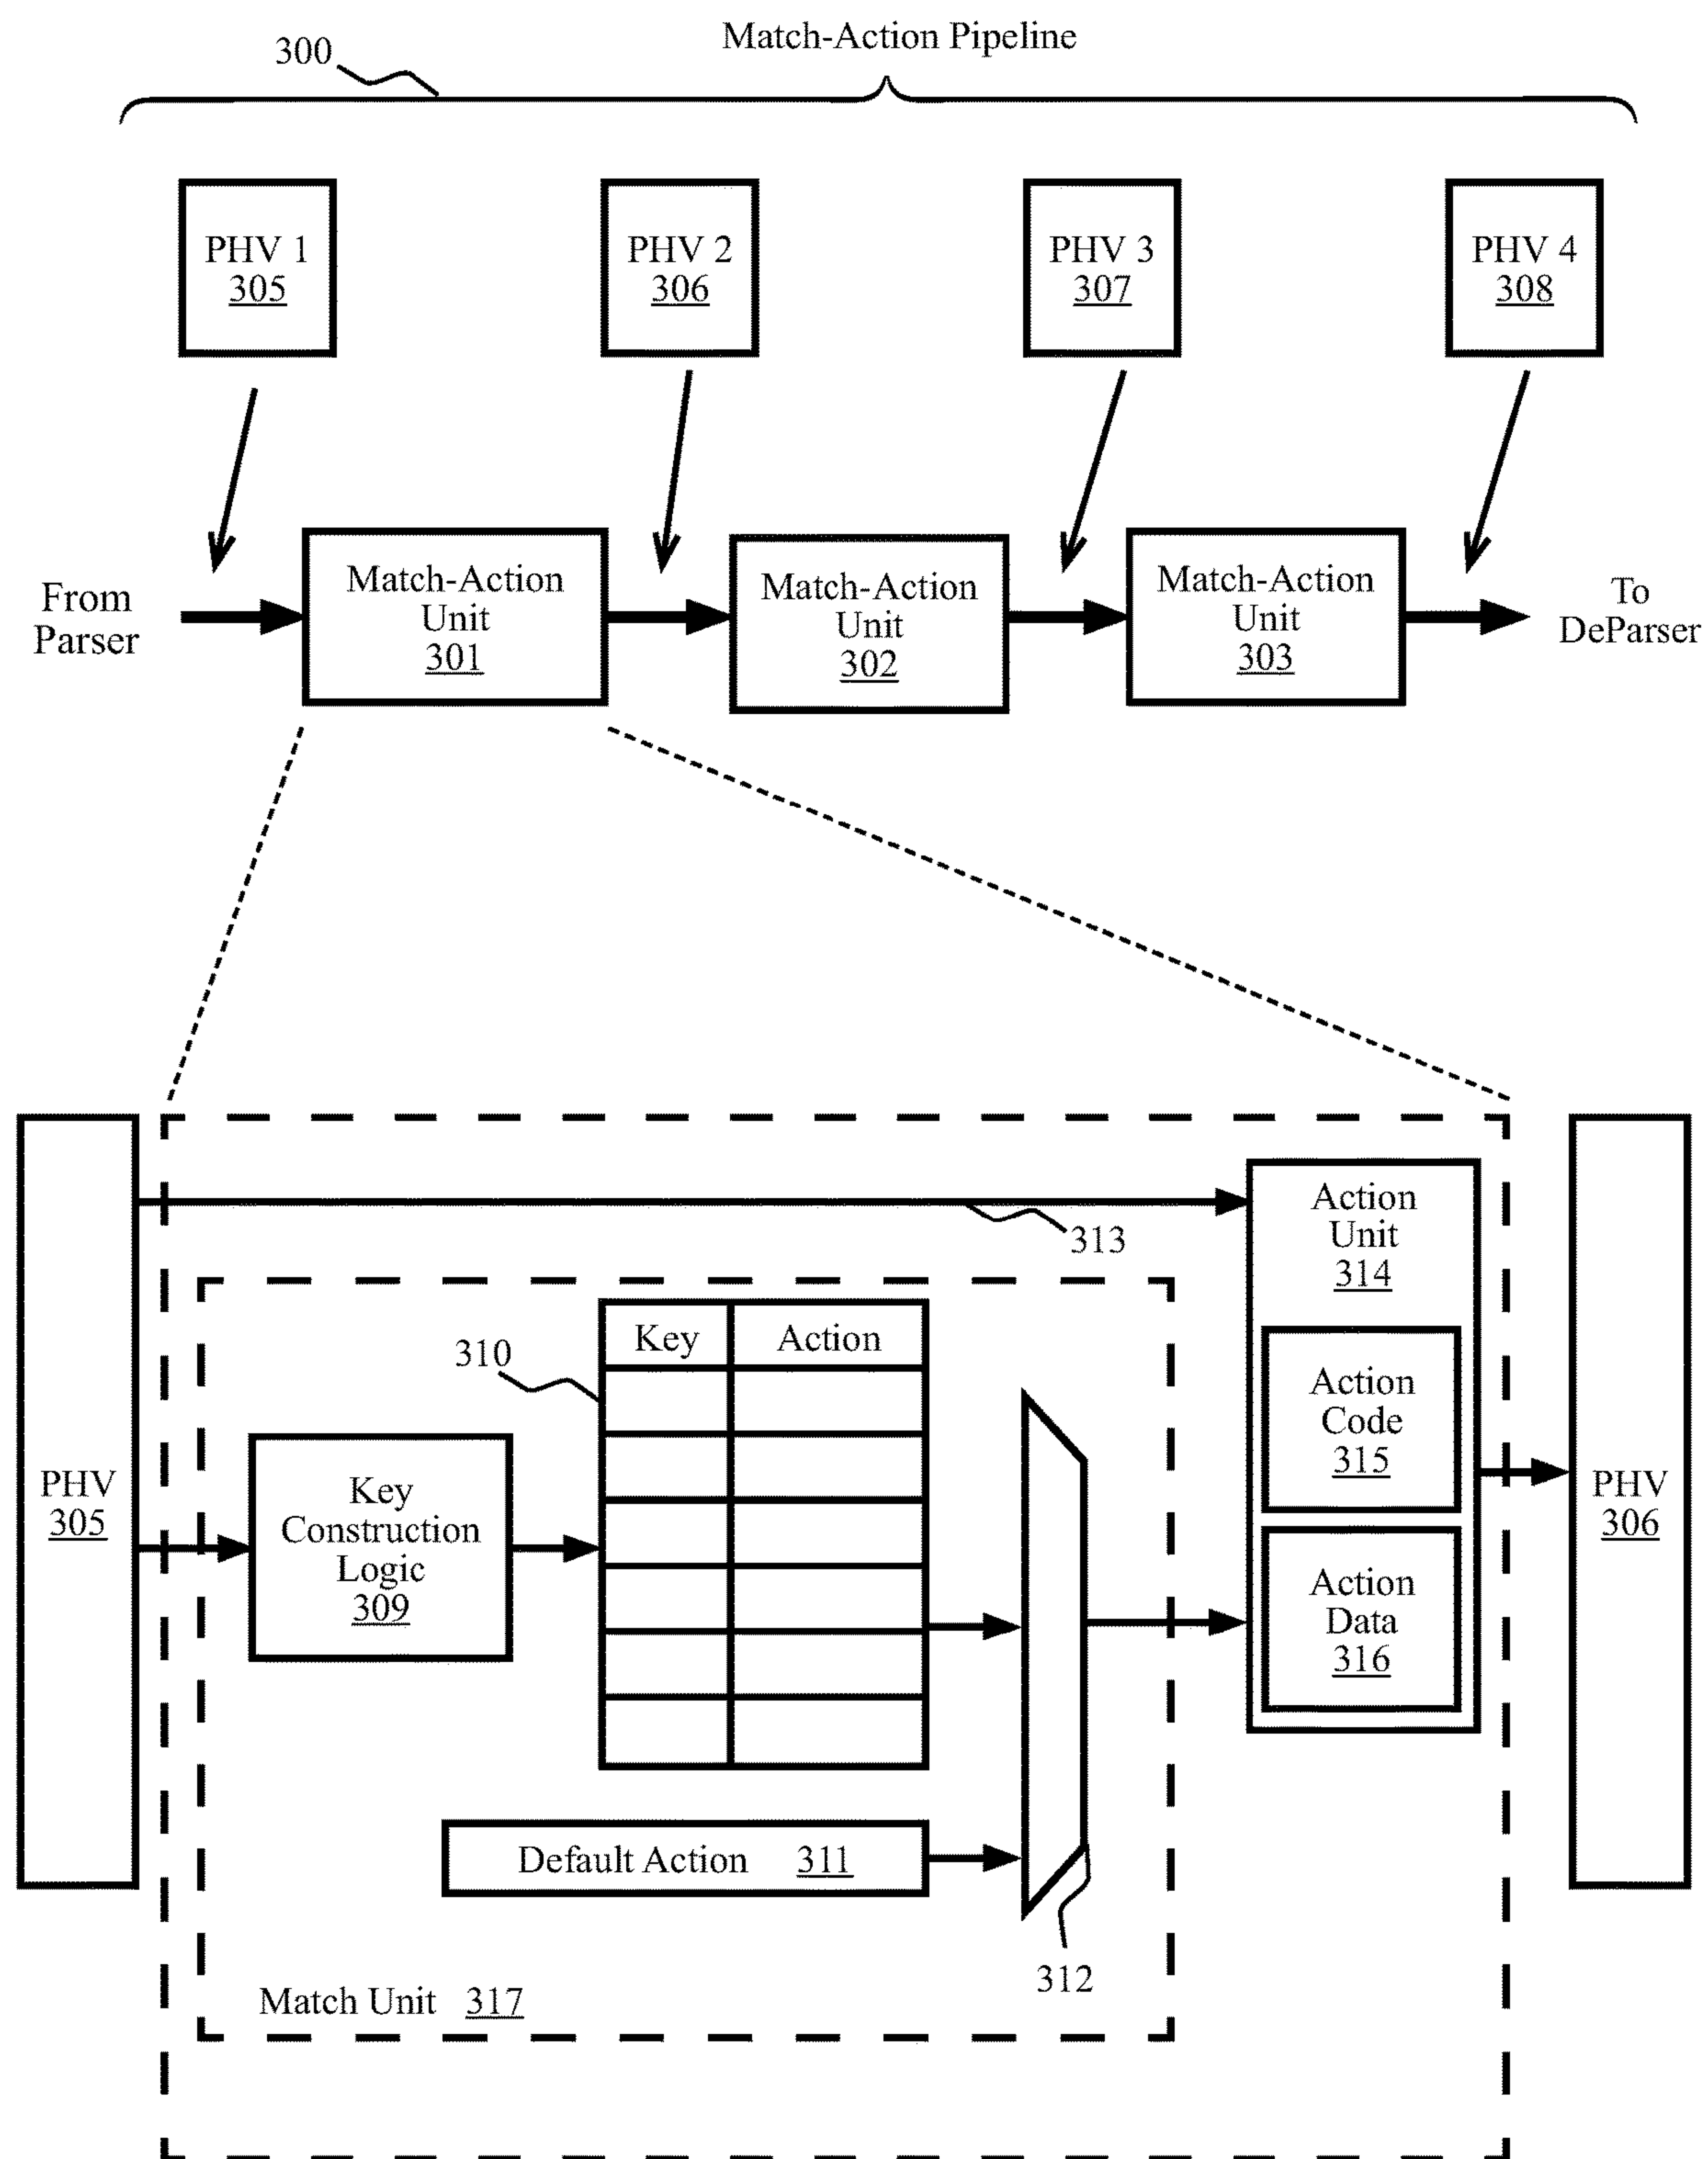 Match-Action Pipeline
300
PHV 1
305
PHV 2
306
PHV 3
307
PHV 4
308
From
Parser
Match-Action
Unit
301
Match-Action
Unit
302
Match-Action
Unit
303
To
DeParser
PHV
305
313
Action
Unit
314
310
Key Action
Key
Construction
Logic
309
Action
Code
315
Action
Data
316
PHV
306
Default Action 311
312
Match Unit 317